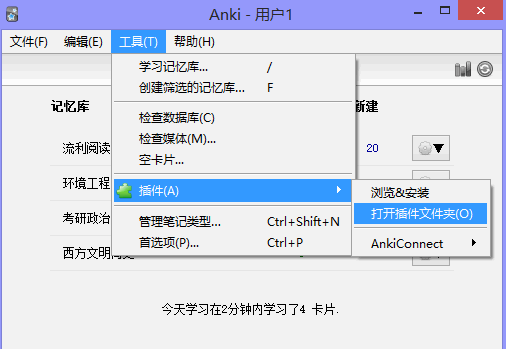 Anki - 用户1
文件(F) 编辑(E) 工具(T) 帮助(H)
学习记忆库... /
创建筛选的记忆库... F
记忆库 新建
检查数据库(C)
检查媒体(M)...
流利阅读 20
空卡片...
环境工程
插件(A)
浏览&安装
考研政治
打开插件文件夹(O)
管理笔记类型... Ctrl+Shift+N
首选项(P)... Ctrl+P
AnkiConnect
西方文明
今天学习在2分钟内学习了4 卡片.